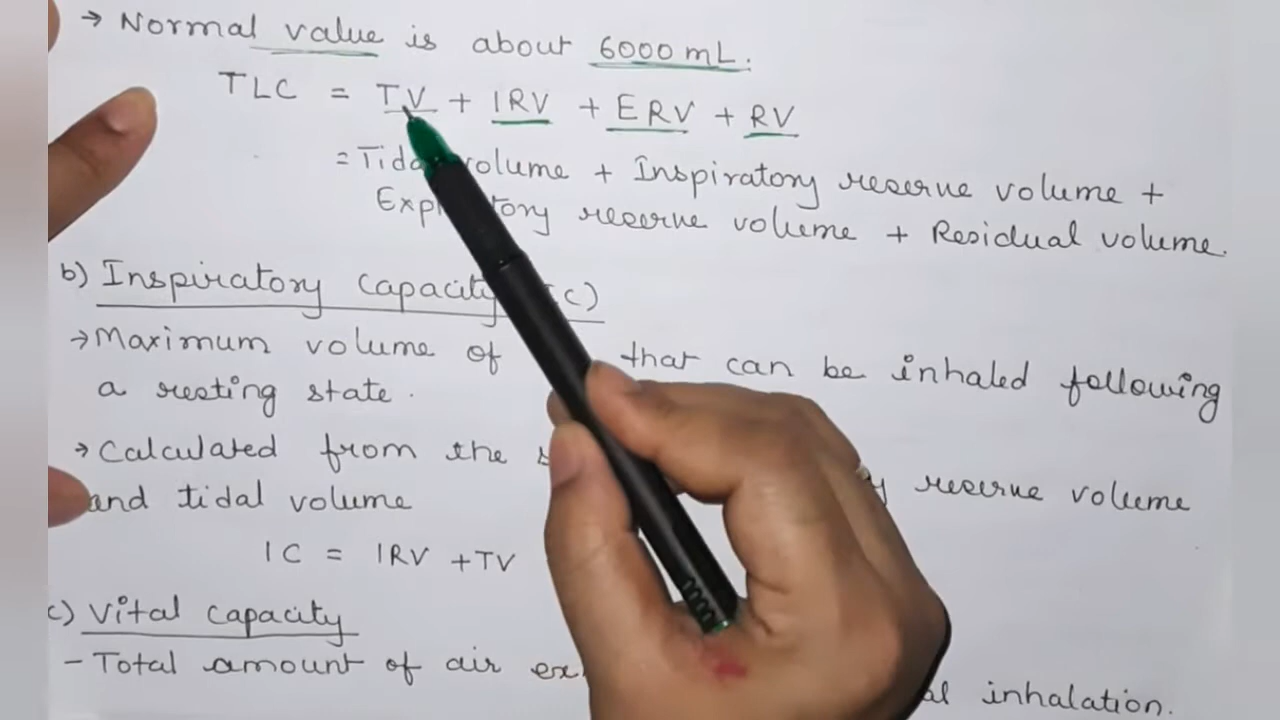 → Normal value is about 6000 mL.
TLC = TV + IRV + ERV + RV
= Tidal volume + Inspiratory reserve volume +
reserve volume + Residual volume.
b) Inspiratory capacity
→ Maximum volume of that can be inhaled following
a resting state.
→ Calculated from the reserve volume
and tidal volume
IC = IRV + TV
c) Vital capacity
- Total amount of air inhalation.